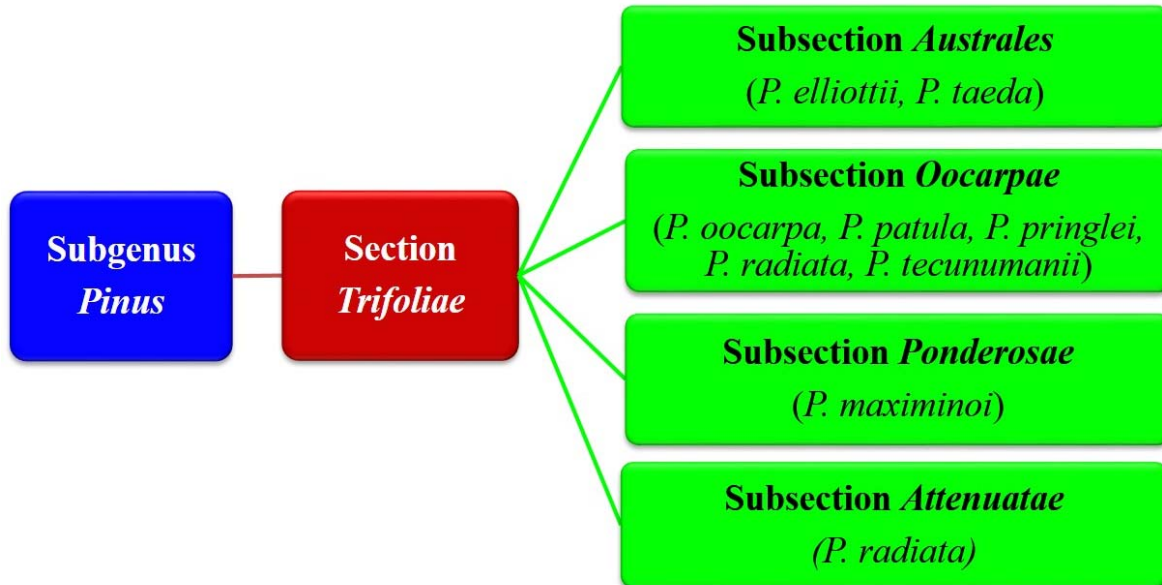 Subgenus
Pinus
Section
Trifoliae
Subsection Australes
(P. elliottii, P. taeda)
Subsection Oocarpae
(P. oocarpa, P. patula, P. pringlei,
P. radiata, P. tecunumanii)
Subsection Ponderosae
(P. maximinoi)
Subsection Attenuatae
(P. radiata)